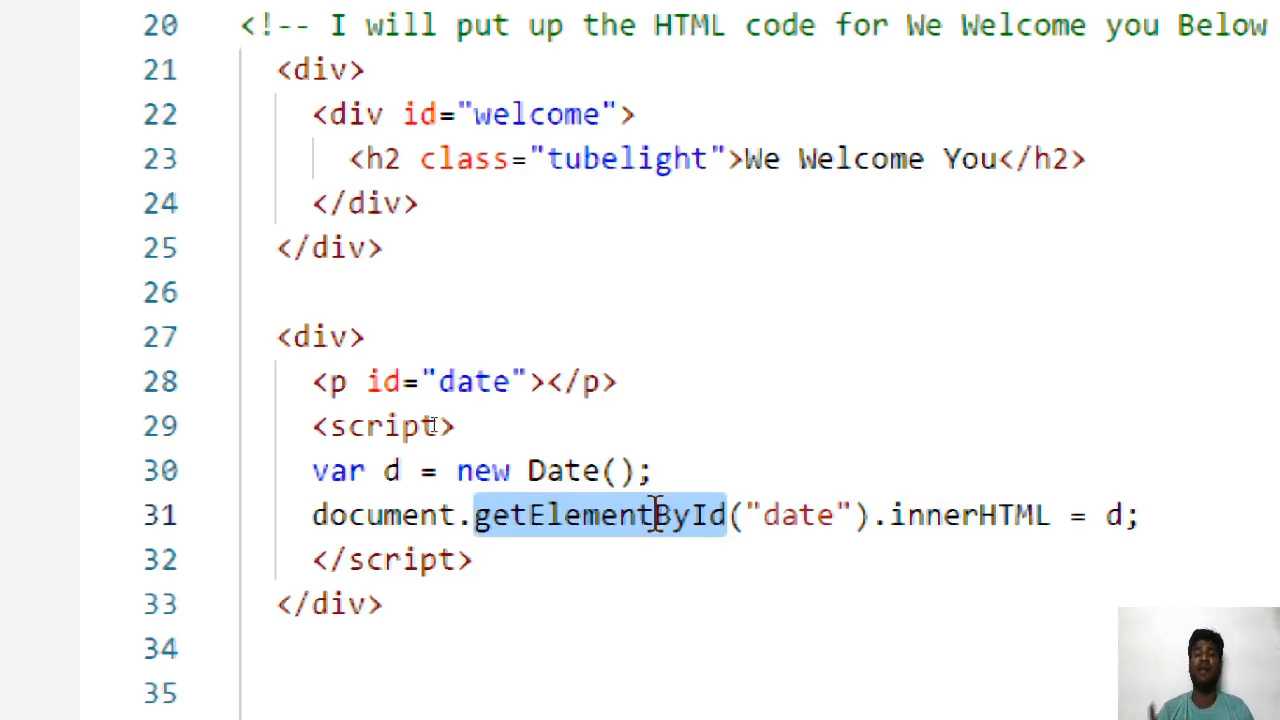 20 <!-- I will put up the HTML code for We Welcome you Below
21 <div>
22 <div id="welcome">
23 <h2 class="tubelight">We Welcome You</h2>
24 </div>
25 </div>
26
27 <div>
28 <p id="date"></p>
29 <script>
30 var d = new Date();
31 document.getElementById("date").innerHTML = d;
32 </script>
33 </div>
34
35